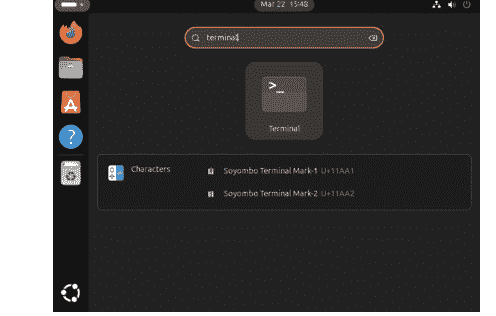 Mar 22 15:48
terminal
>_
Terminal
Characters
Soyombo Terminal Mark-1 U+11AA1
Soyombo Terminal Mark-2 U+11AA2